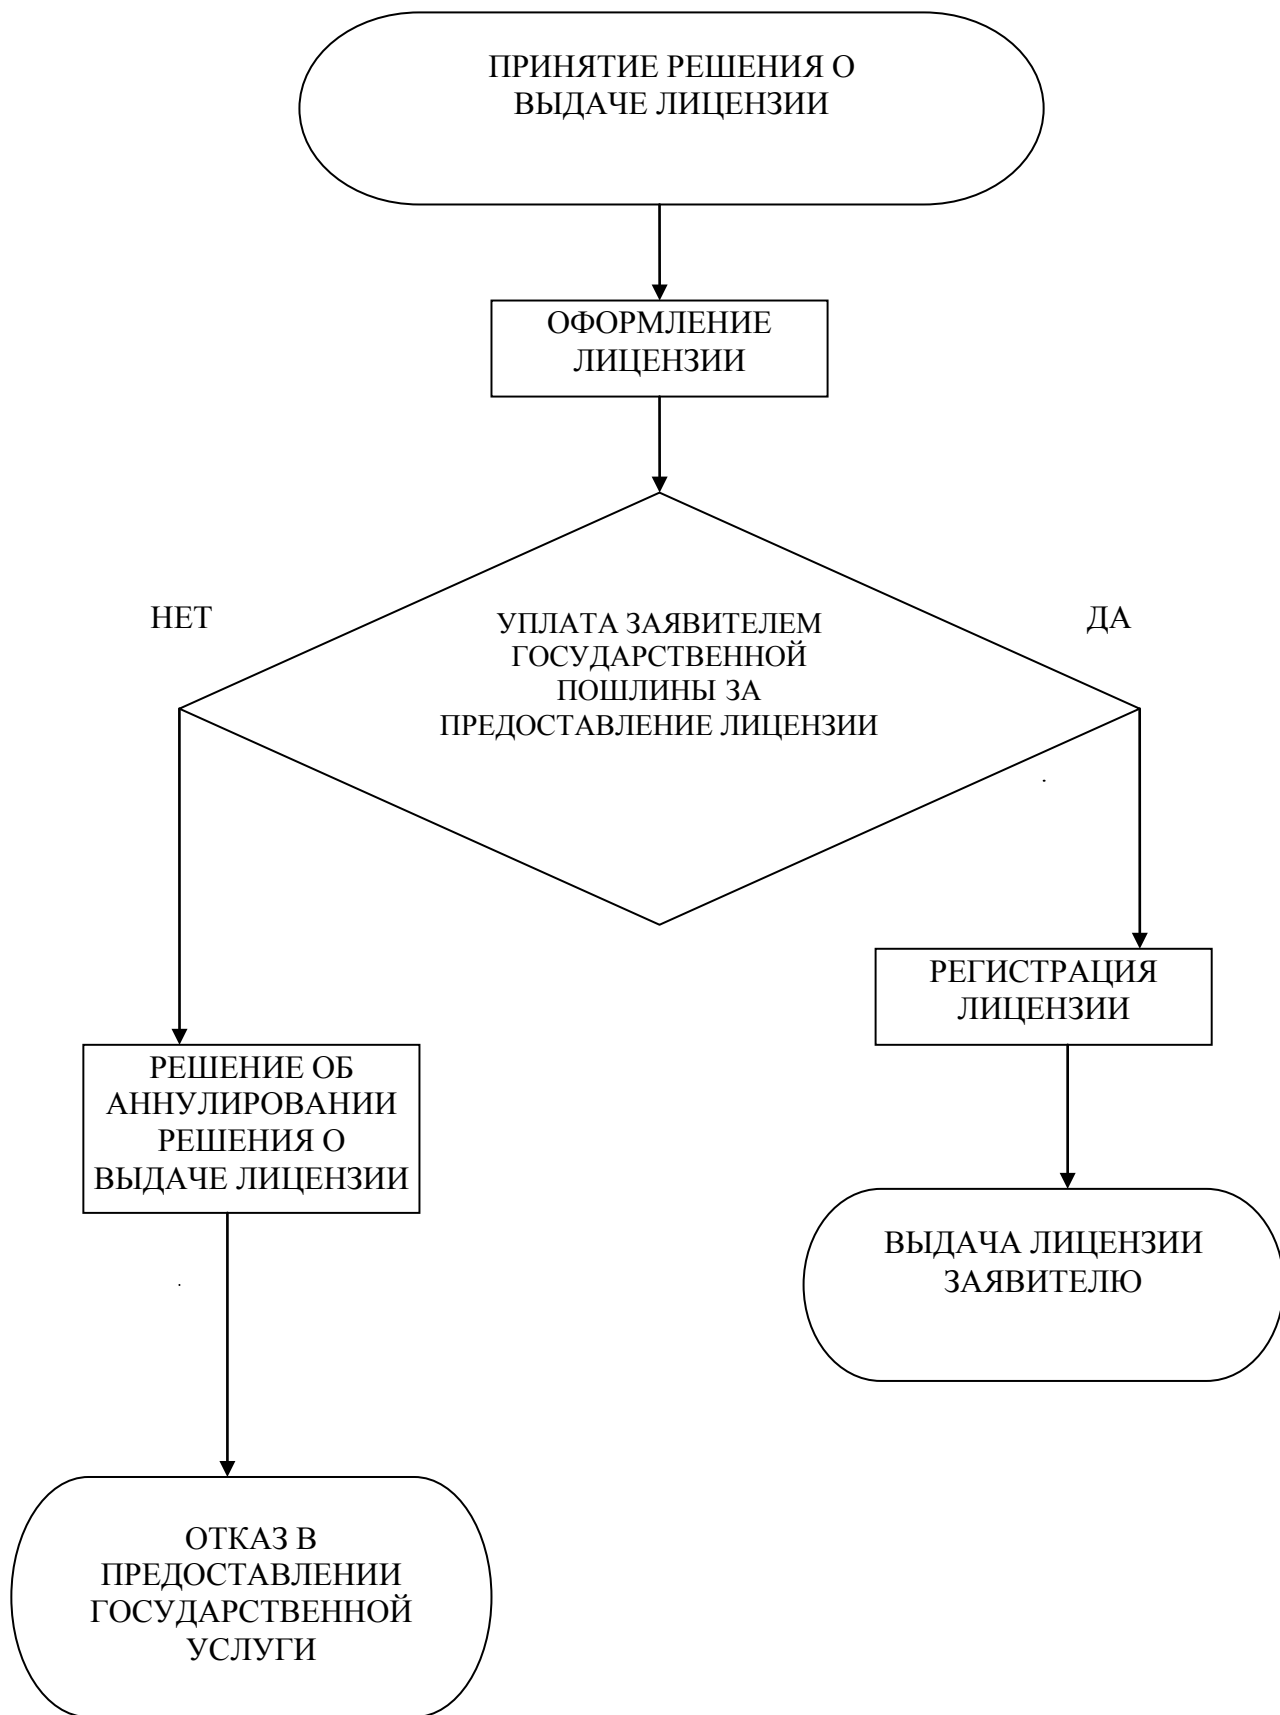 ПРИНЯТИЕ РЕШЕНИЯ О
ВЫДАЧЕ ЛИЦЕНЗИИ
ОФОРМЛЕНИЕ
ЛИЦЕНЗИИ
НЕТ
УПЛАТА ЗАЯВИТЕЛЕМ
ГОСУДАРСТВЕННОЙ
ПОШЛИНЫ ЗА
ПРЕДОСТАВЛЕНИЕ ЛИЦЕНЗИИ
ДА
РЕГИСТРАЦИЯ
ЛИЦЕНЗИИ
РЕШЕНИЕ ОБ
АННУЛИРОВАНИИ
РЕШЕНИЯ О
ВЫДАЧЕ ЛИЦЕНЗИИ
ВЫДАЧА ЛИЦЕНЗИИ
ЗАЯВИТЕЛЮ
ОТКАЗ В
ПРЕДОСТАВЛЕНИИ
ГОСУДАРСТВЕННОЙ
УСЛУГИ